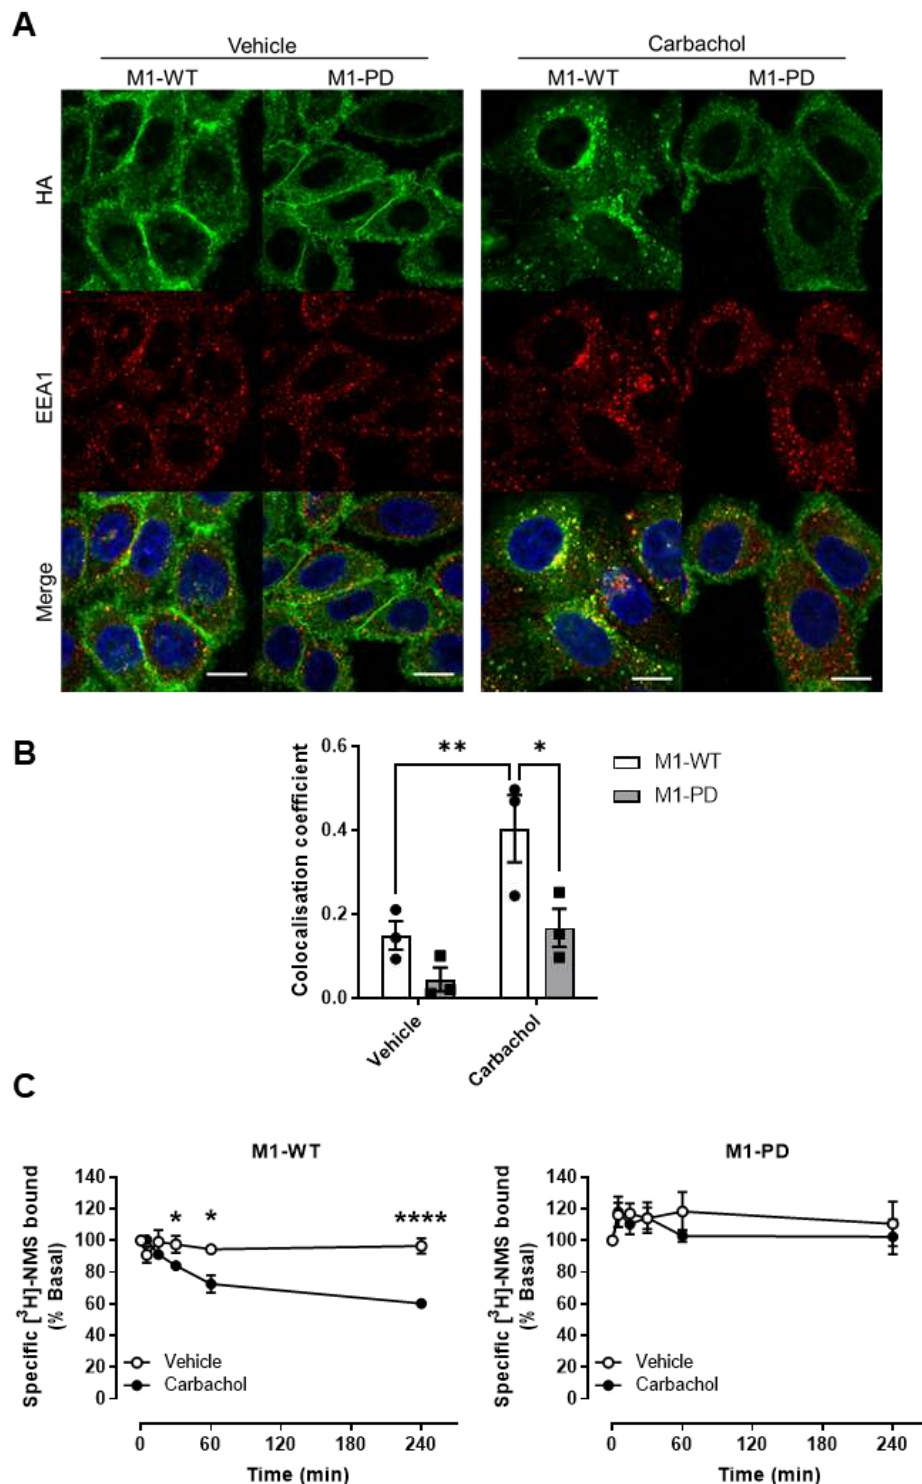 A
Vehicle
Carbachol
M1-WT
M1-PD
M1-WT
M1-PD
HA
EEA1
Merge
B
Colocalisation coefficient
0.6
0.4
0.2
0.0
**
*
M1-WT
M1-PD
Vehicle
Carbachol
C
M1-WT
Specific [³H]-NMS bound
(% Basal)
140
120
100
80
60
40
20
0
*
*
****
Vehicle
Carbachol
0
60
120
180
240
Time (min)
M1-PD
Specific [³H]-NMS bound
(% Basal)
140
120
100
80
60
40
20
0
Vehicle
Carbachol
0
60
120
180
240
Time (min)